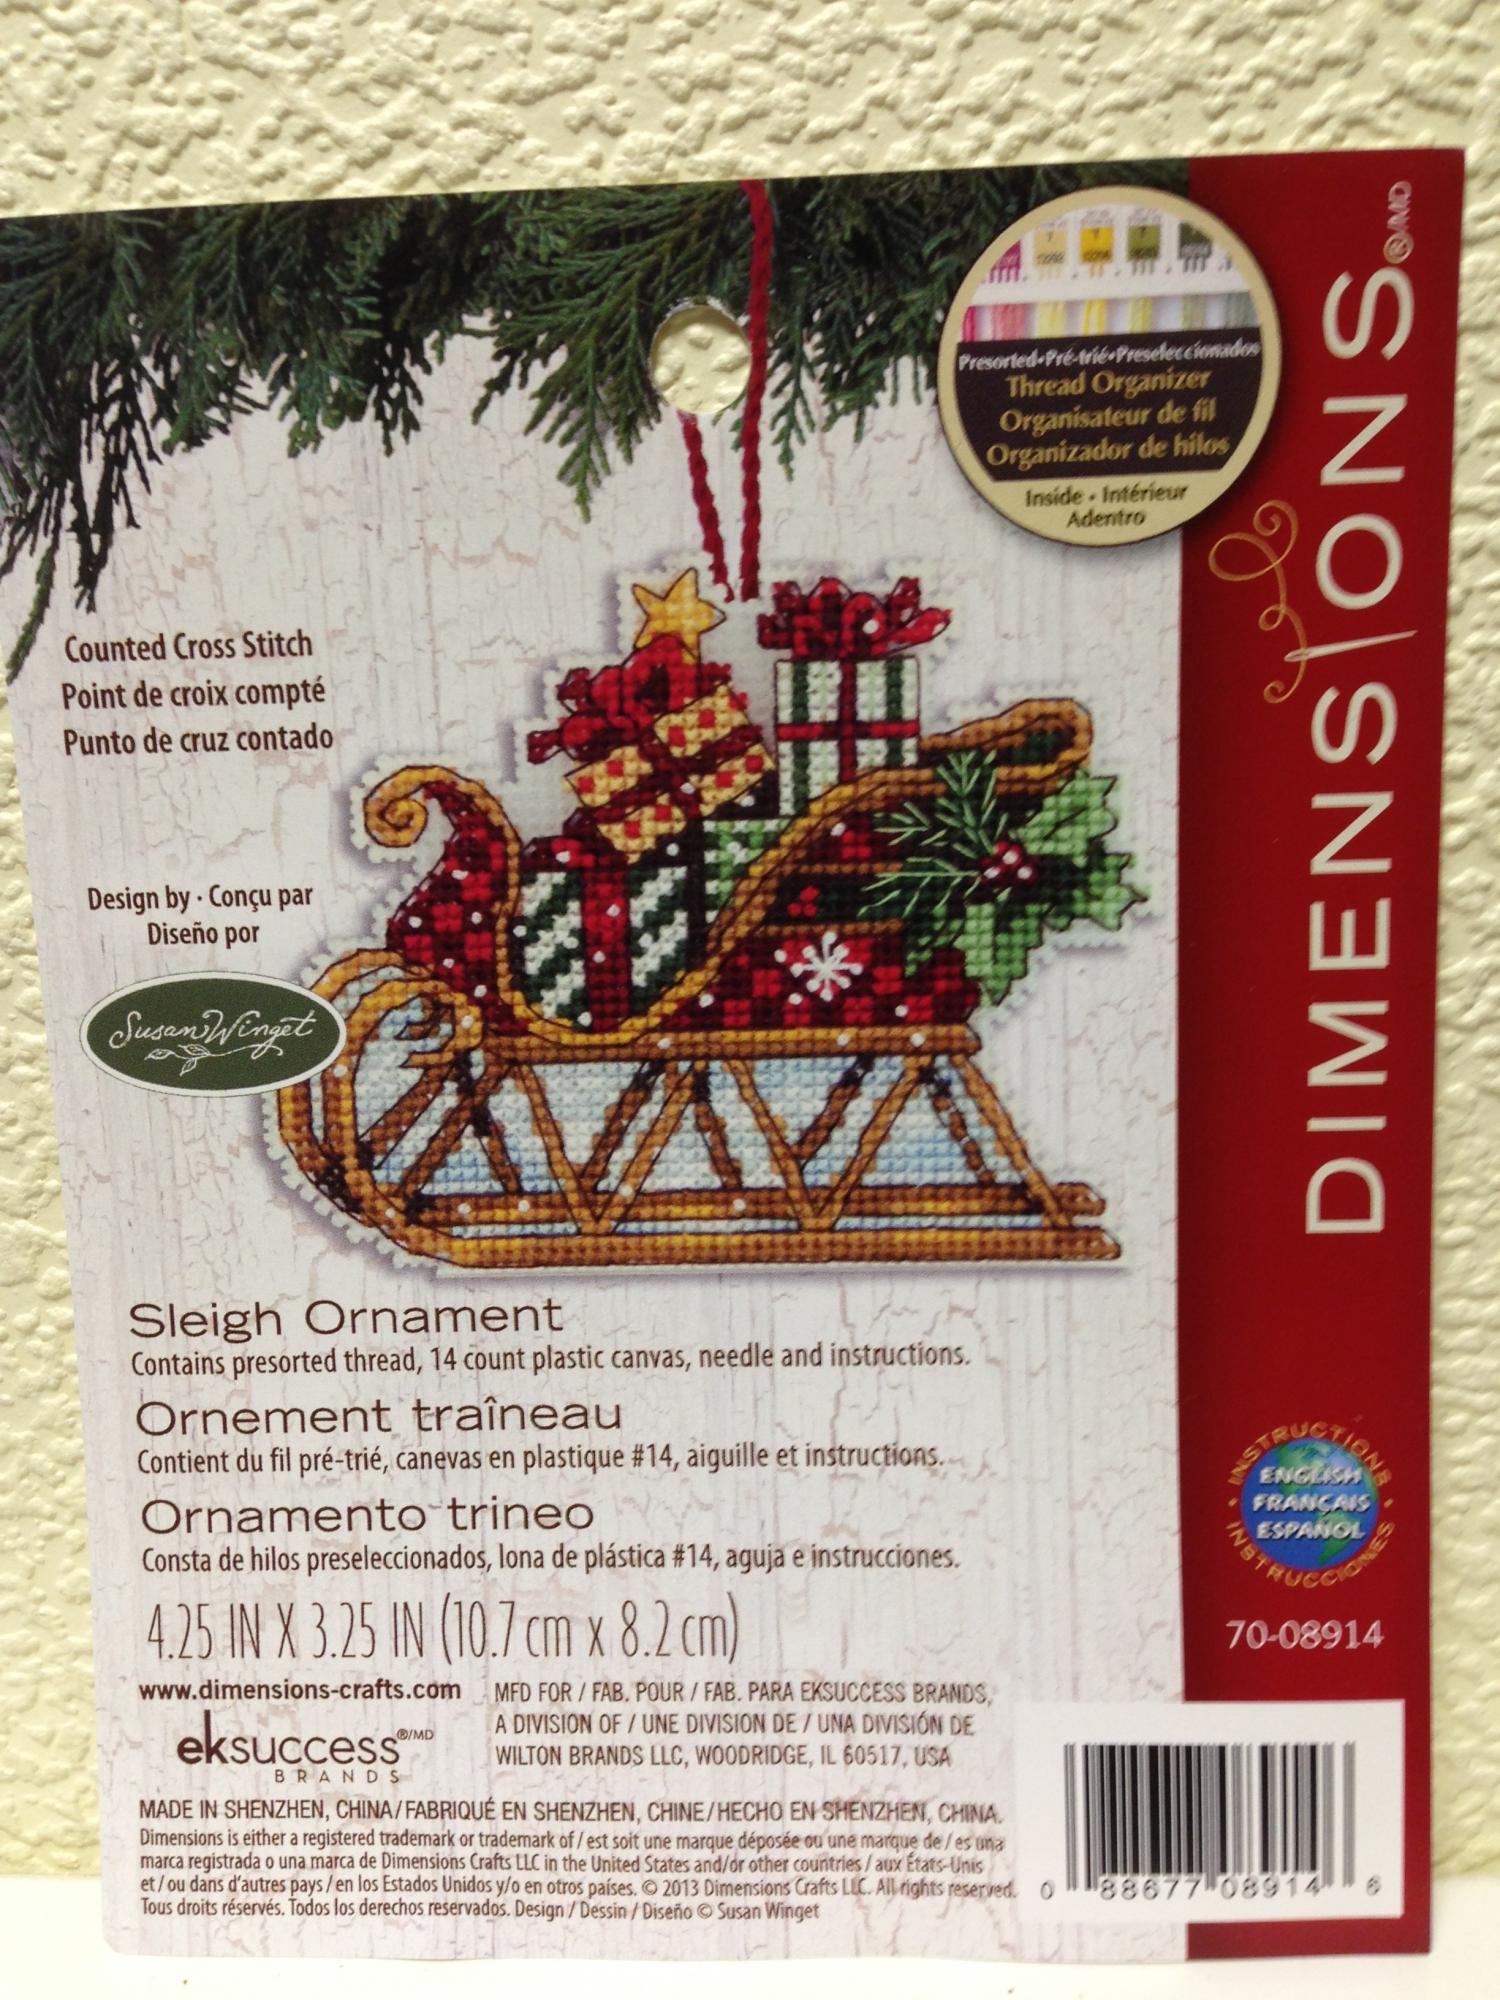 DIMENSIONS®/MD
Presorted•Pré-trié•Preseleccionados
Thread Organizer
Organisateur de fil
Organizador de hilos
Inside • Intérieur
Adentro
Counted Cross Stitch
Point de croix compté
Punto de cruz contado
Design by · Conçu par
Diseño por
Susan Winget
Sleigh Ornament
Contains presorted thread, 14 count plastic canvas, needle and instructions.
Ornement traîneau
Contient du fil pré-trié, canevas en plastique #14, aiguille et instructions.
Ornamento trineo
Consta de hilos preseleccionados, lona de plástica #14, aguja e instrucciones.
4.25 IN X 3.25 IN (10.7 cm x 8.2 cm)
INSTRUCTIONS
ENGLISH
FRANÇAIS
ESPAÑOL
INSTRUCCIONES
70-08914
www.dimensions-crafts.com
eksuccess®/MD
BRANDS
MFD FOR / FAB. POUR / FAB. PARA EKSUCCESS BRANDS,
A DIVISION OF / UNE DIVISION DE / UNA DIVISIÓN DE
WILTON BRANDS LLC, WOODRIDGE, IL 60517, USA
MADE IN SHENZHEN, CHINA/FABRIQUÉ EN SHENZHEN, CHINE/HECHO EN SHENZHEN, CHINA.
Dimensions is either a registered trademark or trademark of / est soit une marque déposée ou une marque de / es una
marca registrada o una marca de Dimensions Crafts LLC in the United States and/or other countries / aux États-Unis
et / ou dans d'autres pays / en los Estados Unidos y/o en otros países. © 2013 Dimensions Crafts LLC. All rights reserved.
Tous droits réservés. Todos los derechos reservados. Design / Dessin / Diseño © Susan Winget
0 88677 08914 6